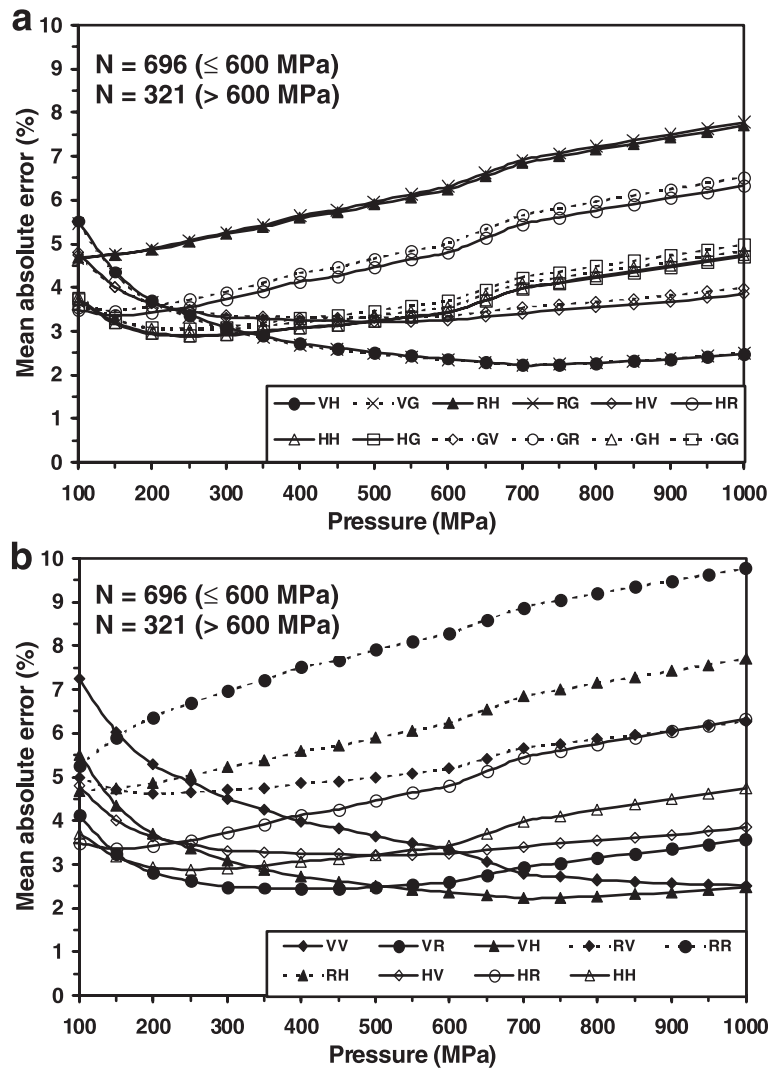 a
N = 696 (≤ 600 MPa)
N = 321 (> 600 MPa)
Mean absolute error (%)
10
9
8
7
6
5
4
3
2
1
0
VH VG RH RG HV HR
HH HG GV GR GH GG
100 200 300 400 500 600 700 800 900 1000
Pressure (MPa)
b
N = 696 (≤ 600 MPa)
N = 321 (> 600 MPa)
Mean absolute error (%)
10
9
8
7
6
5
4
3
2
1
0
VV VR VH RV RR
RH HV HR HH
100 200 300 400 500 600 700 800 900 1000
Pressure (MPa)